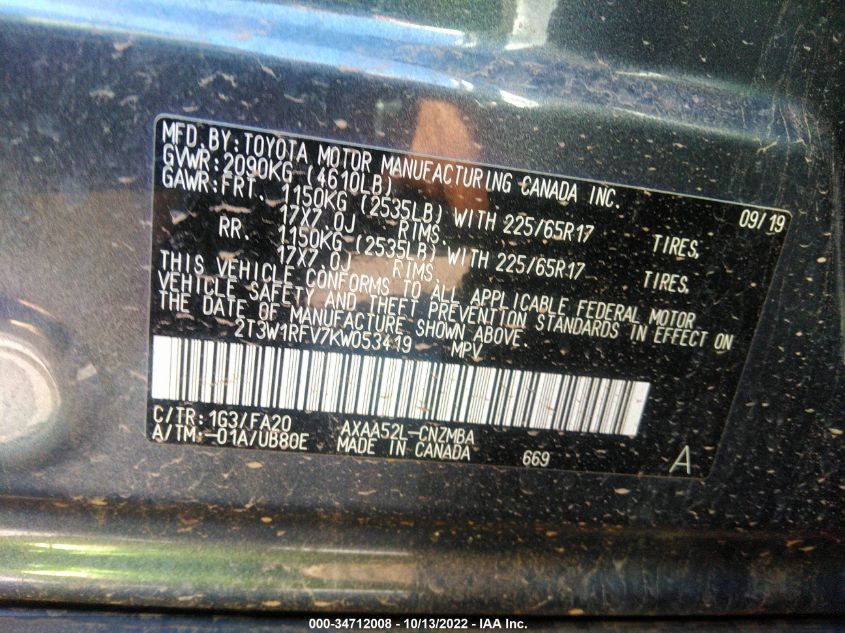 MFD. BY: TOYOTA MOTOR MANUFACTURING CANADA INC. 09/19
GVWR: 2090KG (4610LB)
GAWR: FRT. 1150KG (2535LB) WITH 225/65R17 TIRES,
17X7.0J RIMS.
RR. 1150KG (2535LB) WITH 225/65R17 TIRES,
17X7.0J RIMS
THIS VEHICLE CONFORMS TO ALL APPLICABLE FEDERAL MOTOR
VEHICLE SAFETY AND THEFT PREVENTION STANDARDS IN EFFECT ON
THE DATE OF MANUFACTURE SHOWN ABOVE.
2T3W1RFV7KW053419 MPV
C/TR: 1G3/FA20 AXAA52L-CNZMBA
A/TM: -01A/UB80E MADE IN CANADA 669 A
000-34712008 - 10/13/2022 - IAA Inc.